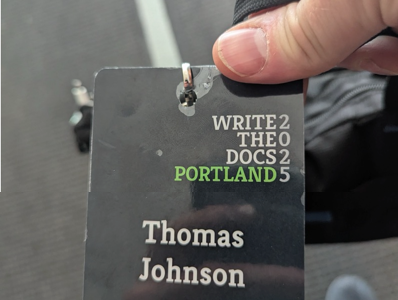 WRITE 2
THE 0
DOCS 2
PORTLAND 5
Thomas
Johnson